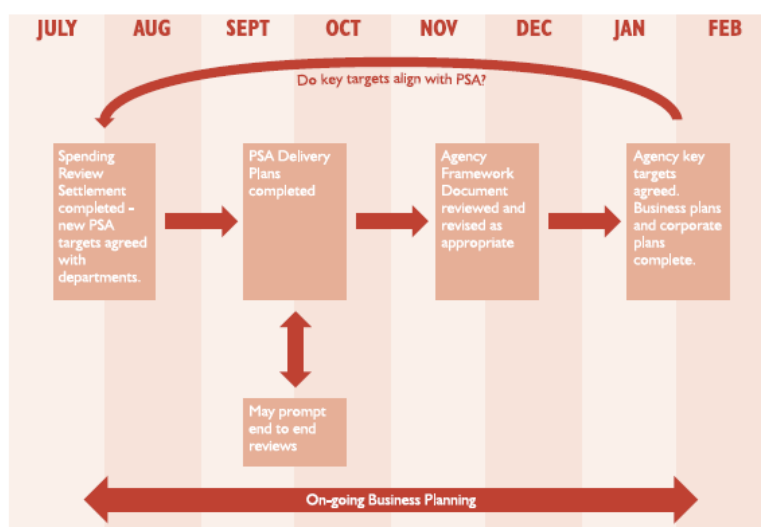 JULY AUG SEPT OCT NOV DEC JAN FEB
Do key targets align with PSA?
Spending
Review
Settlement
completed -
new PSA
targets agreed
with
departments.
PSA Delivery
Plans
completed
Agency
Framework
Document
reviewed and
revised as
appropriate
Agency key
targets
agreed.
Business plans
and corporate
plans
complete.
May prompt
end to end
reviews
On-going Business Planning